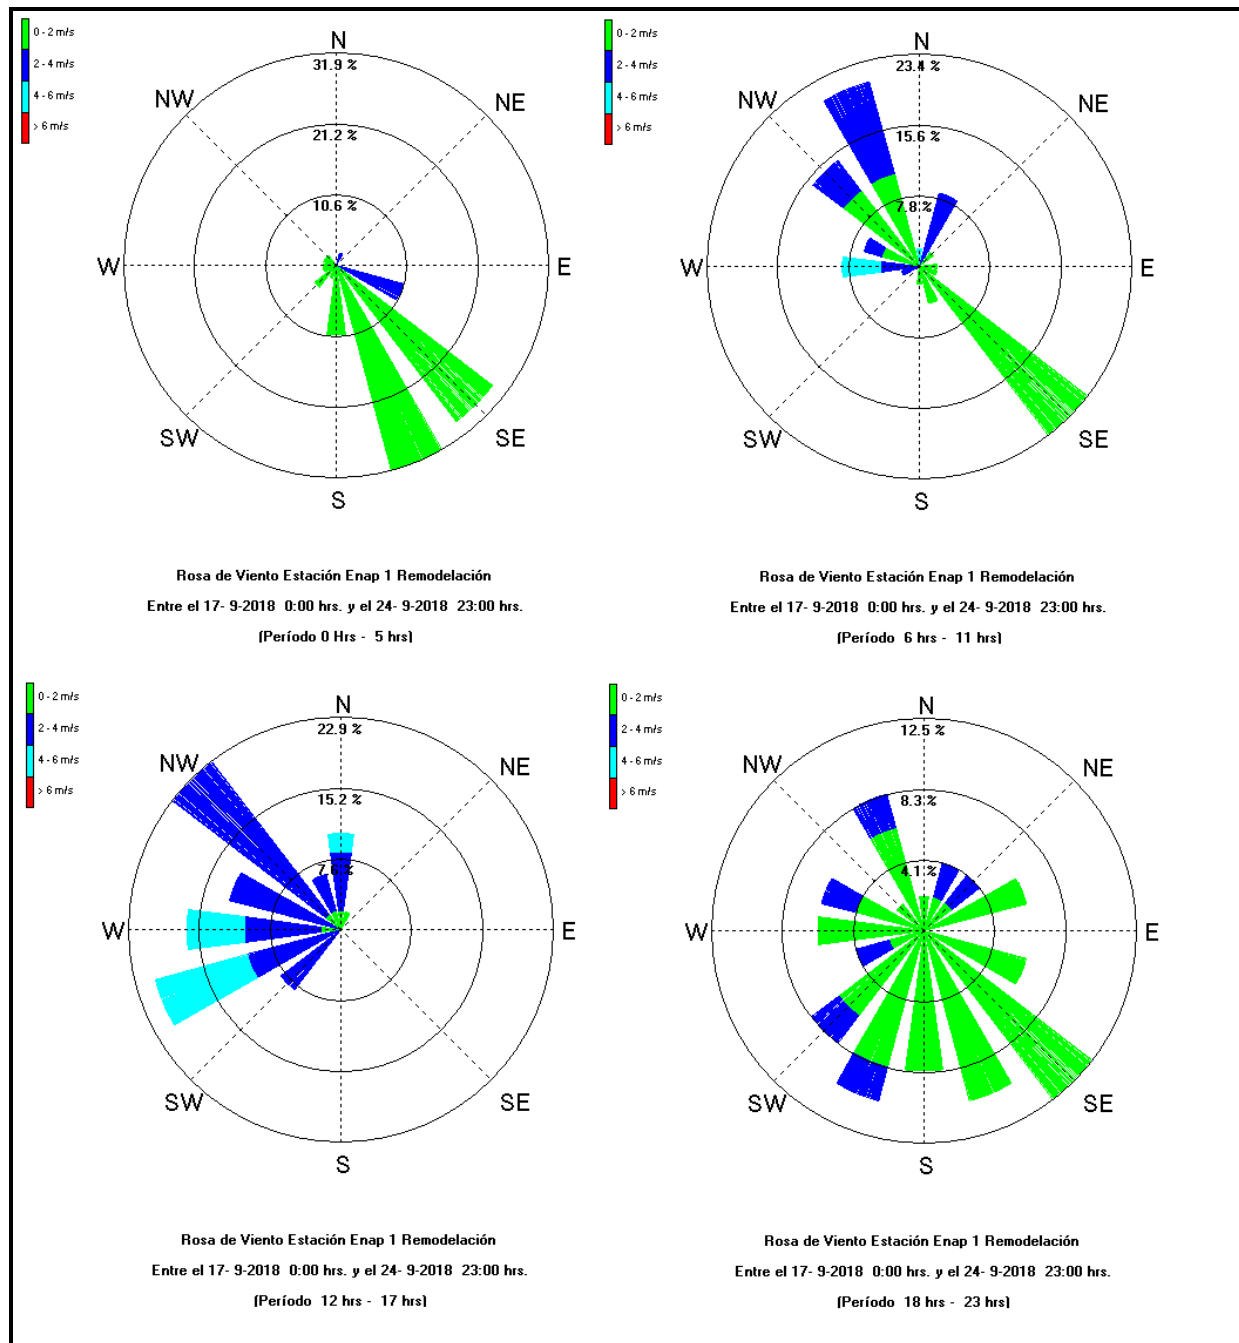 0 - 2 m/s
2 - 4 m/s
4 - 6 m/s
> 6 m/s
N
31.9 %
NW
NE
21.2 %
10.6 %
W
E
SW
SE
S
Rosa de Viento Estación Enap 1 Remodelación
Entre el 17- 9-2018 0:00 hrs. y el 24- 9-2018 23:00 hrs.
(Período 0 Hrs - 5 hrs)
0 - 2 m/s
2 - 4 m/s
4 - 6 m/s
> 6 m/s
N
23.4 %
NW
NE
15.6 %
7.8 %
W
E
SW
SE
S
Rosa de Viento Estación Enap 1 Remodelación
Entre el 17- 9-2018 0:00 hrs. y el 24- 9-2018 23:00 hrs.
(Período 6 hrs - 11 hrs)
0 - 2 m/s
2 - 4 m/s
4 - 6 m/s
> 6 m/s
N
22.9 %
NW
NE
15.2 %
7.6 %
W
E
SW
SE
S
Rosa de Viento Estación Enap 1 Remodelación
Entre el 17- 9-2018 0:00 hrs. y el 24- 9-2018 23:00 hrs.
(Período 12 hrs - 17 hrs)
0 - 2 m/s
2 - 4 m/s
4 - 6 m/s
> 6 m/s
N
12.5 %
NW
NE
8.3 %
4.1 %
W
E
SW
SE
S
Rosa de Viento Estación Enap 1 Remodelación
Entre el 17- 9-2018 0:00 hrs. y el 24- 9-2018 23:00 hrs.
(Período 18 hrs - 23 hrs)